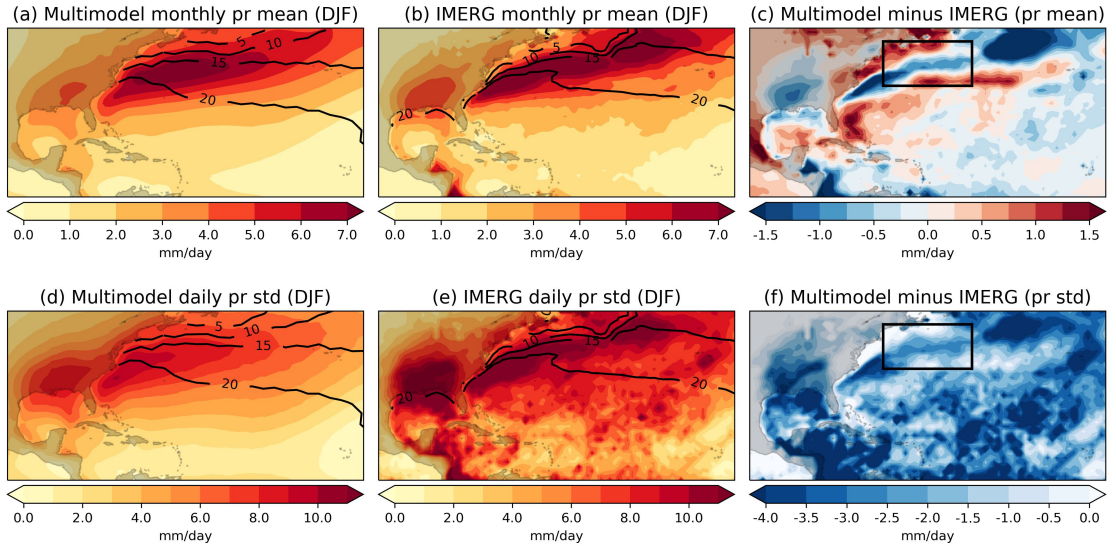 (a) Multimodel monthly pr mean (DJF)
5
10
15
20
0.0 1.0 2.0 3.0 4.0 5.0 6.0 7.0
mm/day
(b) IMERG monthly pr mean (DJF)
5
10
15
20
20
0.0 1.0 2.0 3.0 4.0 5.0 6.0 7.0
mm/day
(c) Multimodel minus IMERG (pr mean)
-1.5 -1.0 -0.5 0.0 0.5 1.0 1.5
mm/day
(d) Multimodel daily pr std (DJF)
5
10
15
20
0.0 2.0 4.0 6.0 8.0 10.0
mm/day
(e) IMERG daily pr std (DJF)
5
10
15
20
20
0.0 2.0 4.0 6.0 8.0 10.0
mm/day
(f) Multimodel minus IMERG (pr std)
-4.0 -3.5 -3.0 -2.5 -2.0 -1.5 -1.0 -0.5 0.0
mm/day